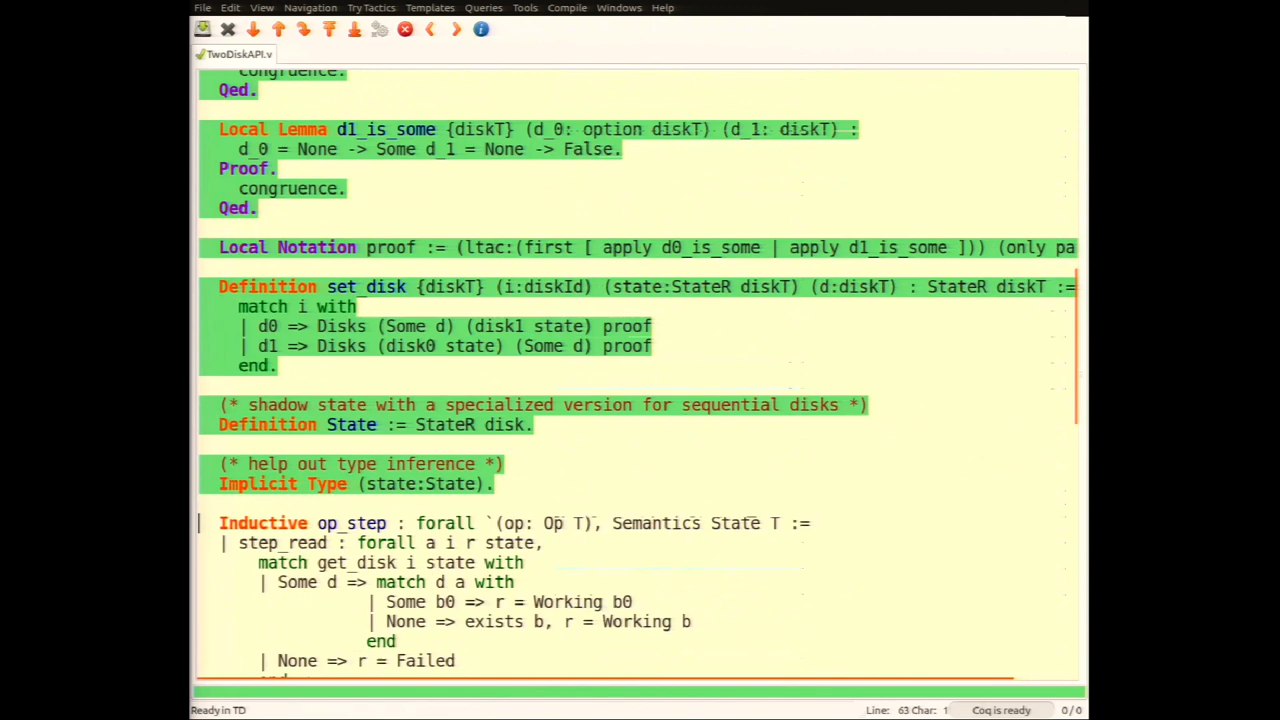 File Edit View Navigation Try Tactics Templates Queries Tools Compile Windows Help
TwoDiskAPI.v
congruence.
Qed.
Local Lemma d1_is_some {diskT} (d_0: option diskT) (d_1: diskT) :
d_0 = None -> Some d_1 = None -> False.
Proof.
congruence.
Qed.
Local Notation proof := (ltac:(first [ apply d0_is_some | apply d1_is_some ])) (only pa
Definition set_disk {diskT} (i:diskId) (state:StateR diskT) (d:diskT) : StateR diskT :=
match i with
| d0 => Disks (Some d) (disk1 state) proof
| d1 => Disks (disk0 state) (Some d) proof
end.
(* shadow state with a specialized version for sequential disks *)
Definition State := StateR disk.
(* help out type inference *)
Implicit Type (state:State).
Inductive op_step : forall `(op: Op T), Semantics State T :=
| step_read : forall a i r state,
match get_disk i state with
| Some d => match d a with
| Some b0 => r = Working b0
| None => exists b, r = Working b
end
| None => r = Failed
Ready in TD Line: 63 Char: 1 Coq is ready 0 / 0